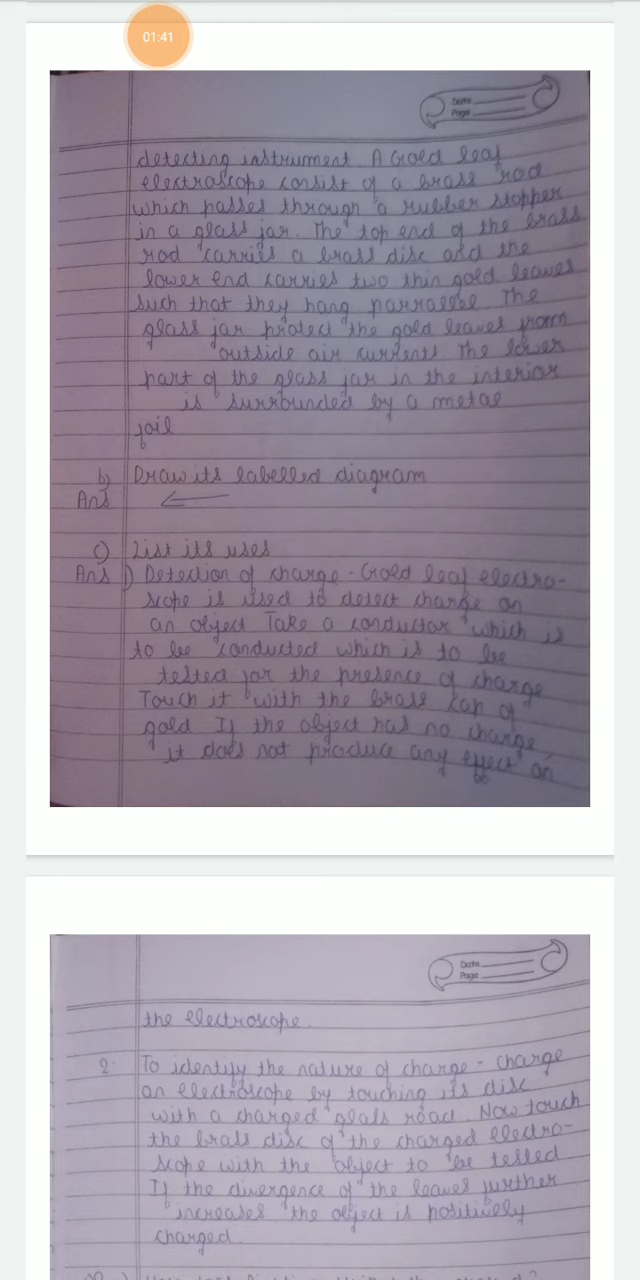 01:41
Date
Page
detecting instrument A Gold leaf
electroscope consist of a brass rod
which passes through a rubber stopper
in a glass jar. The top end of the brass
rod carries a brass disc and the
lower end carries two thin gold leaves
such that they hang parrallel The
glass jar protect the gold leaves from
outside air currents. The lower
part of the glass jar in the interior
is surrounded by a metal
foil
b) Draw its labelled diagram
Ans
c) List its uses
Ans 1) Detection of charge - Gold leaf electro-
scope is used to detect charge on
an object Take a conductor which is
to be conducted which is to be
tested for the presence of charge
Touch it with the brass cap of
gold If the object has no charge,
it does not produce any effect on
Date
Page
the electroscope.
2. To identify the nature of charge - charge
an electroscope by touching its disc
with a charged glass road. Now touch
the brass disc of the charged electro-
scope with the object to be tested
If the divergence of the leaves further
increases the object is positively
charged.